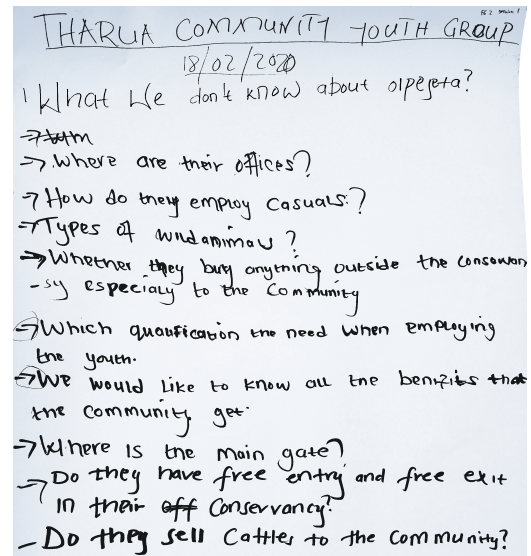 THARUA COMMUNITY YOUTH GROUP
18/02/2020
1 What We don't know about olpejeta?
→ Where are their offices?
→ How do they employ casuals?
→ Types of wildanimals?
→ Whether they buy anything outside the conservan
- sy especialy to the Community
→ Which qualification the need when employing
the youth.
→ We would like to know all the benefits that
the community get.
→ Where is the main gate?
→ Do they have free entry and free exit
in their off Conservancy?
- Do they sell Cattles to the community?